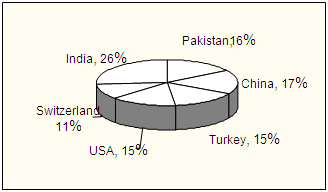 Pakistan,16%
India, 26%
China, 17%
Switzerland,
11%
Turkey, 15%
USA, 15%